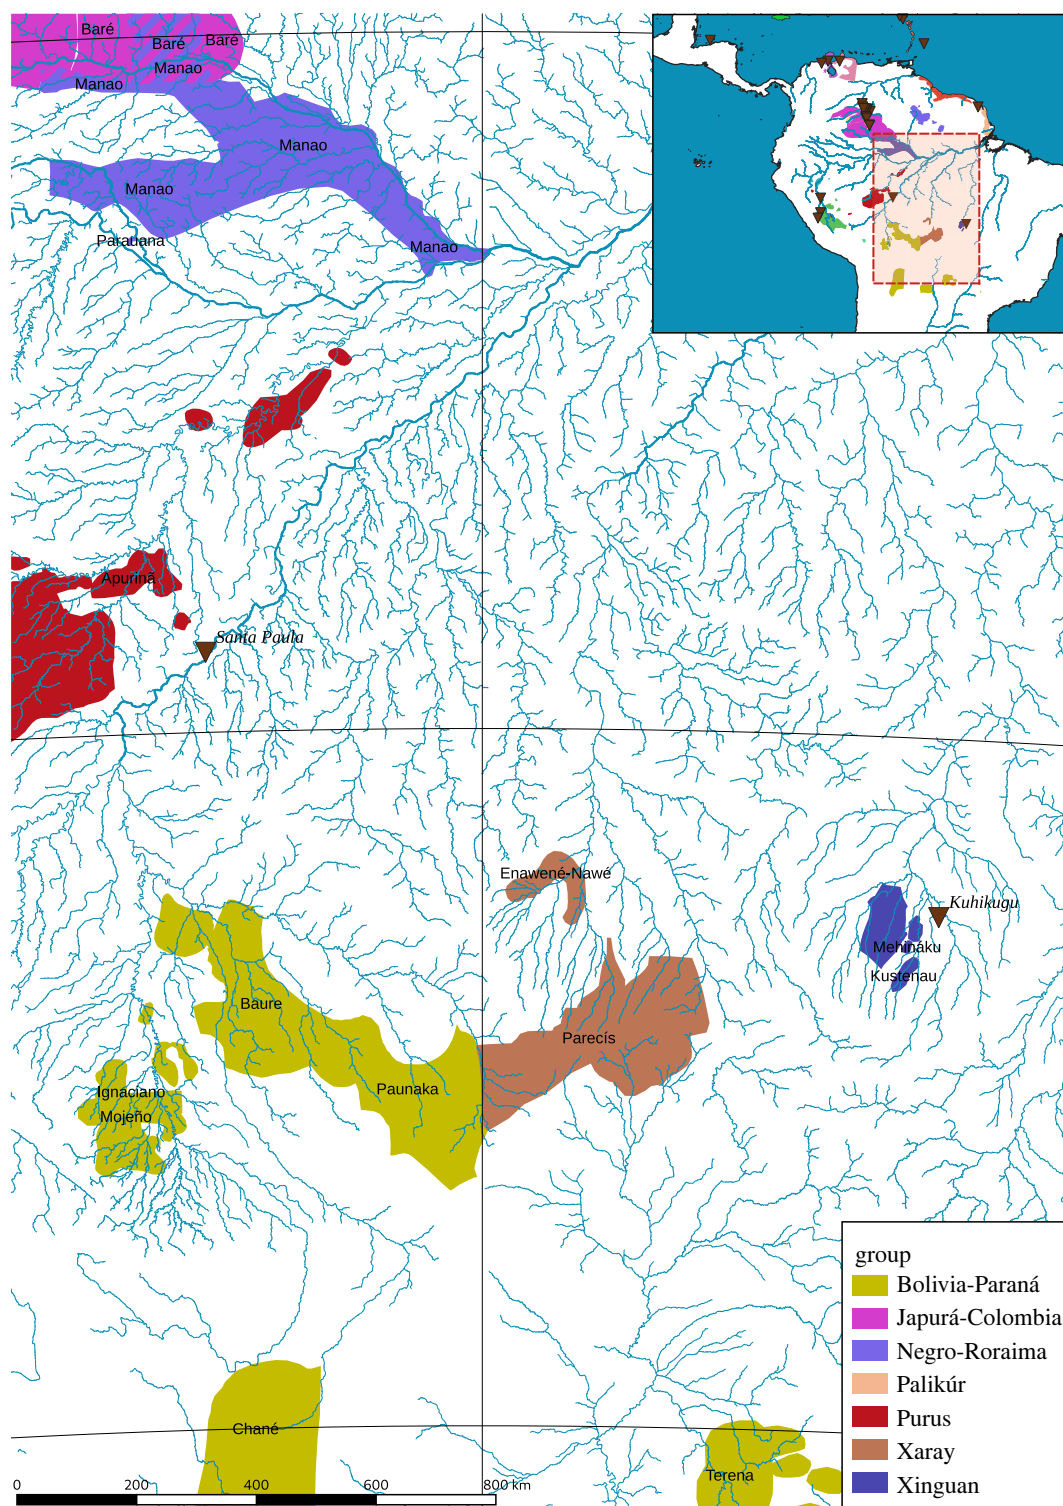 Baré
Baré
Baré
Manao
Manao
Manao
Manao
Parauana
Manao
Apurinã
Santa Paula
Enawené-Nawé
Kuhikugu
Mehináku
Kustenau
Baure
Parecís
Paunaka
Ignaciano
Mojeño
Chané
Terena
group
Bolivia-Paraná
Japurá-Colombia
Negro-Roraima
Palikúr
Purus
Xaray
Xinguan
0 200 400 600 800 km